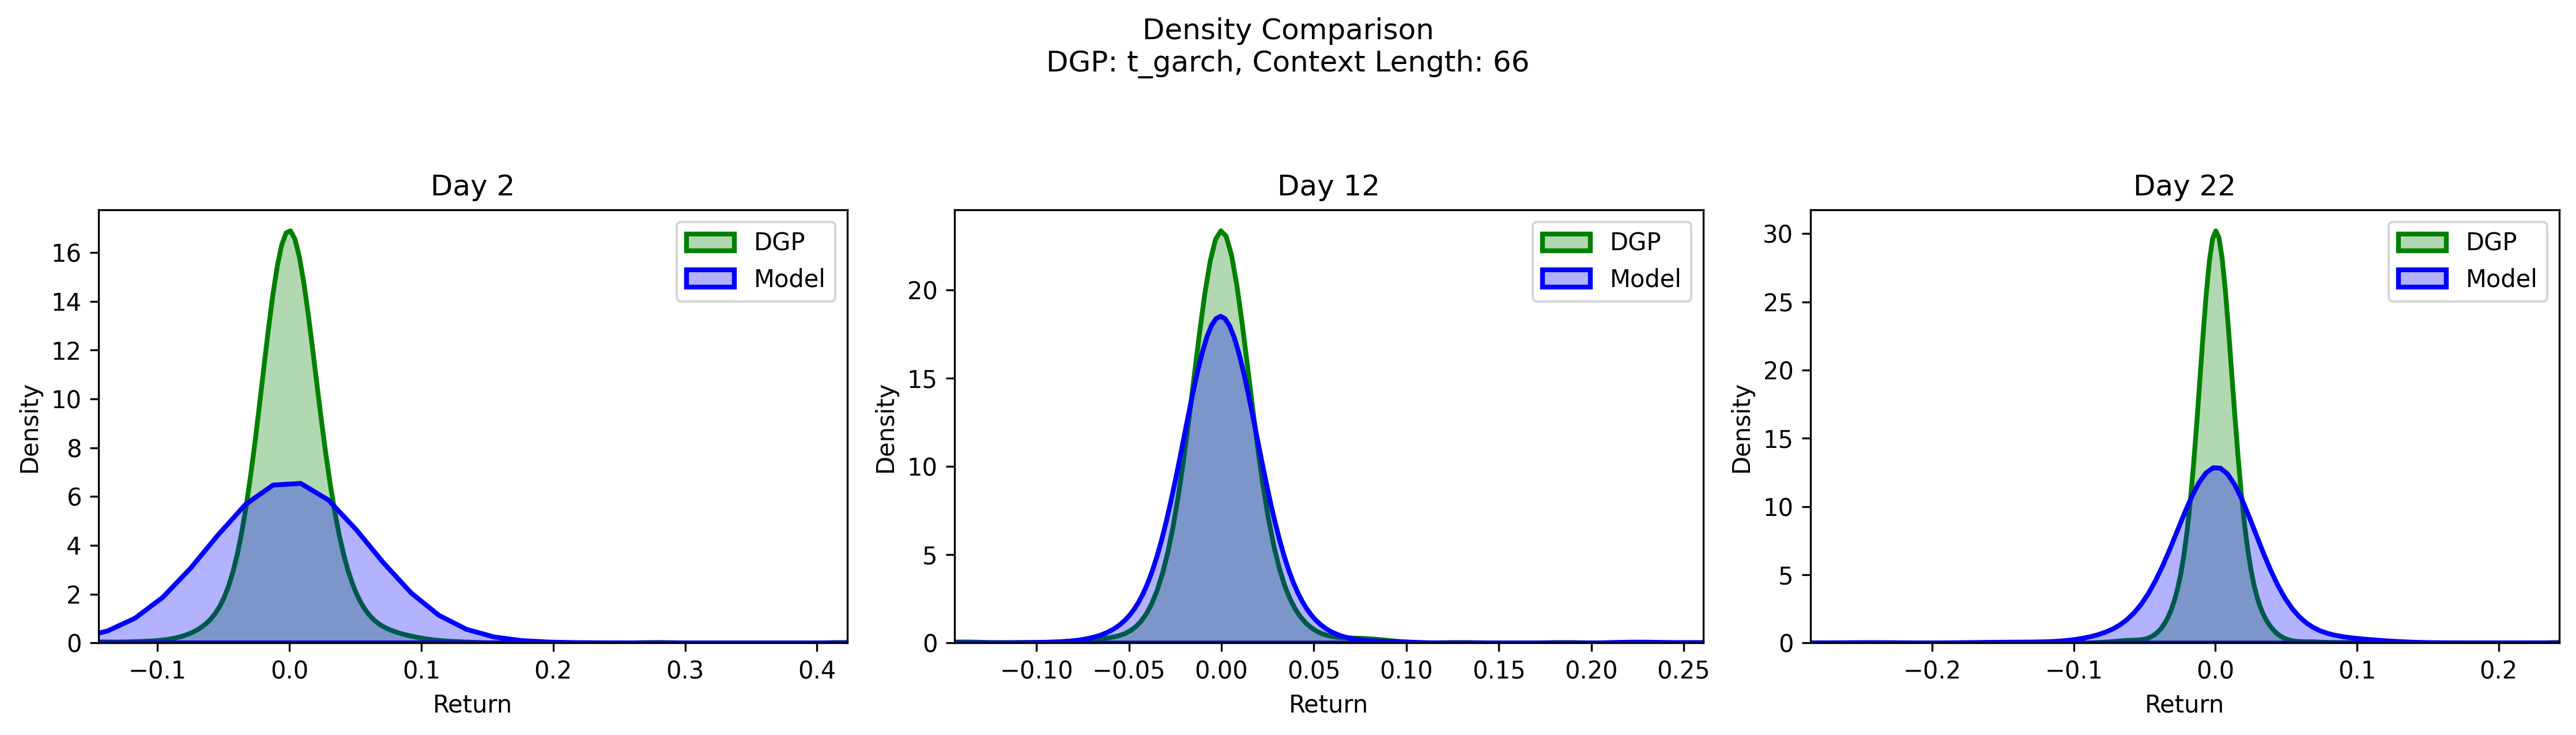 Density Comparison
DGP: t_garch, Context Length: 66
Day 2
DGP
Model
16
14
12
10
8
6
4
2
0
Density
−0.1
0.0
0.1
0.2
0.3
0.4
Return
Day 12
DGP
Model
20
15
10
5
0
Density
−0.10
−0.05
0.00
0.05
0.10
0.15
0.20
0.25
Return
Day 22
DGP
Model
30
25
20
15
10
5
0
Density
−0.2
−0.1
0.0
0.1
0.2
Return